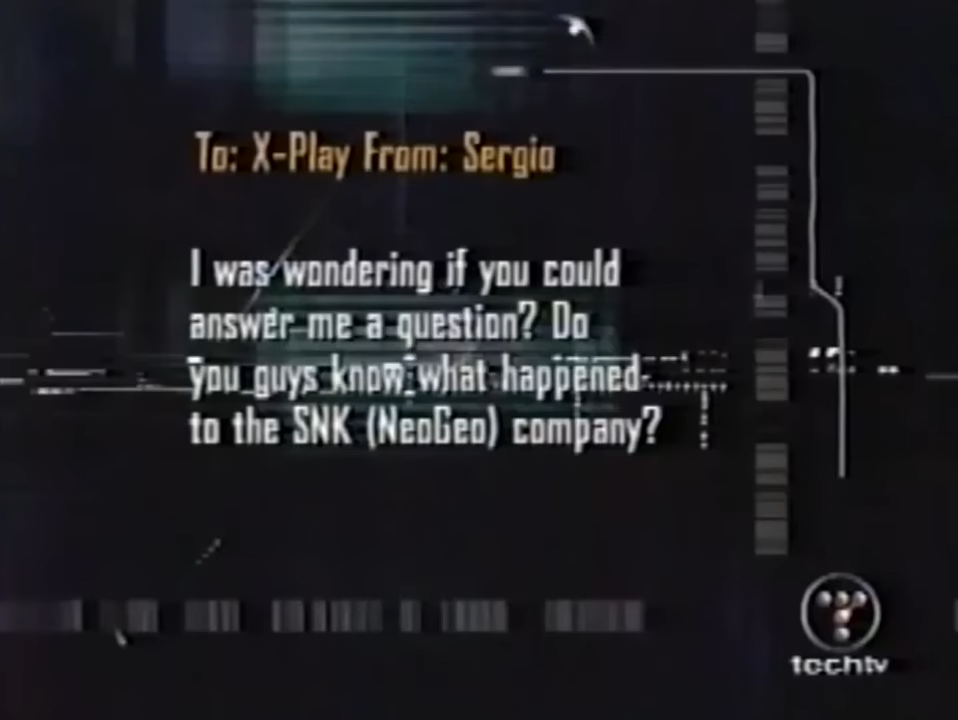 To: X-Play From: Sergio
I was wondering if you could
answer me a question? Do
you guys know what happened
to the SNK (NeoGeo) company?
techtv